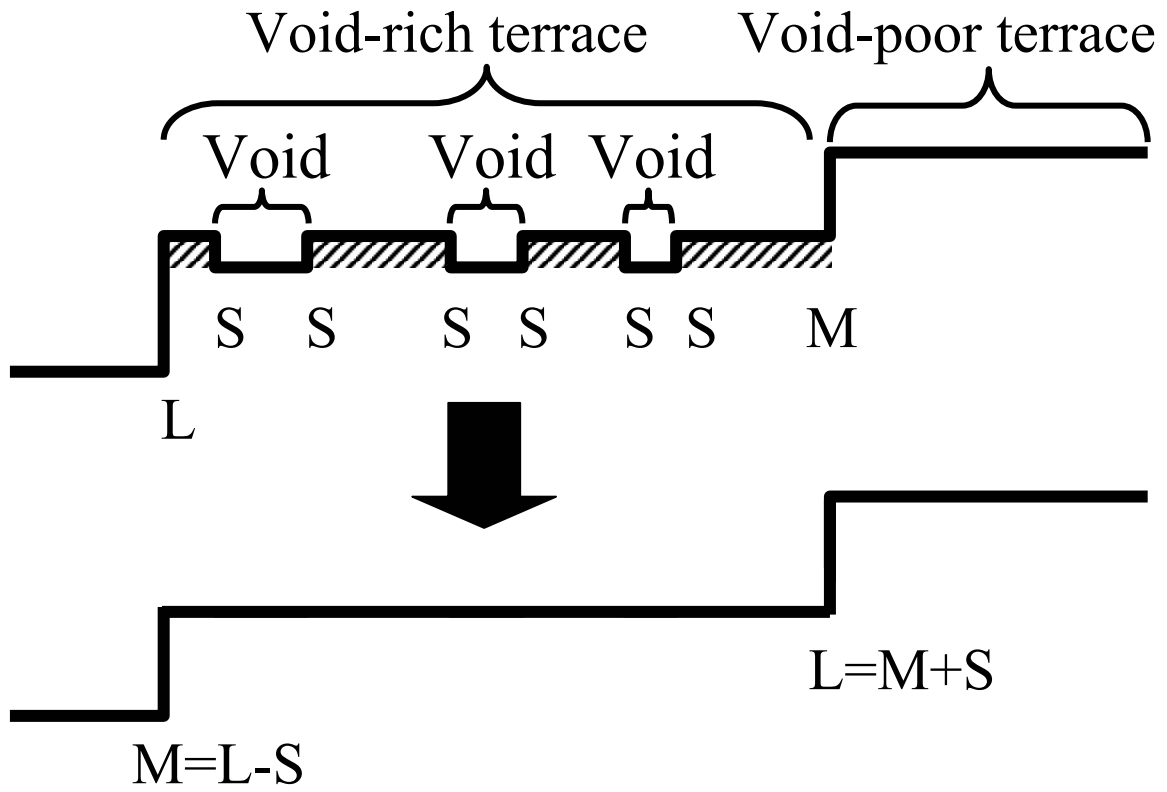 Void-rich terrace Void-poor terrace
Void Void Void
S S S S S S M
L
L=M+S
M=L-S